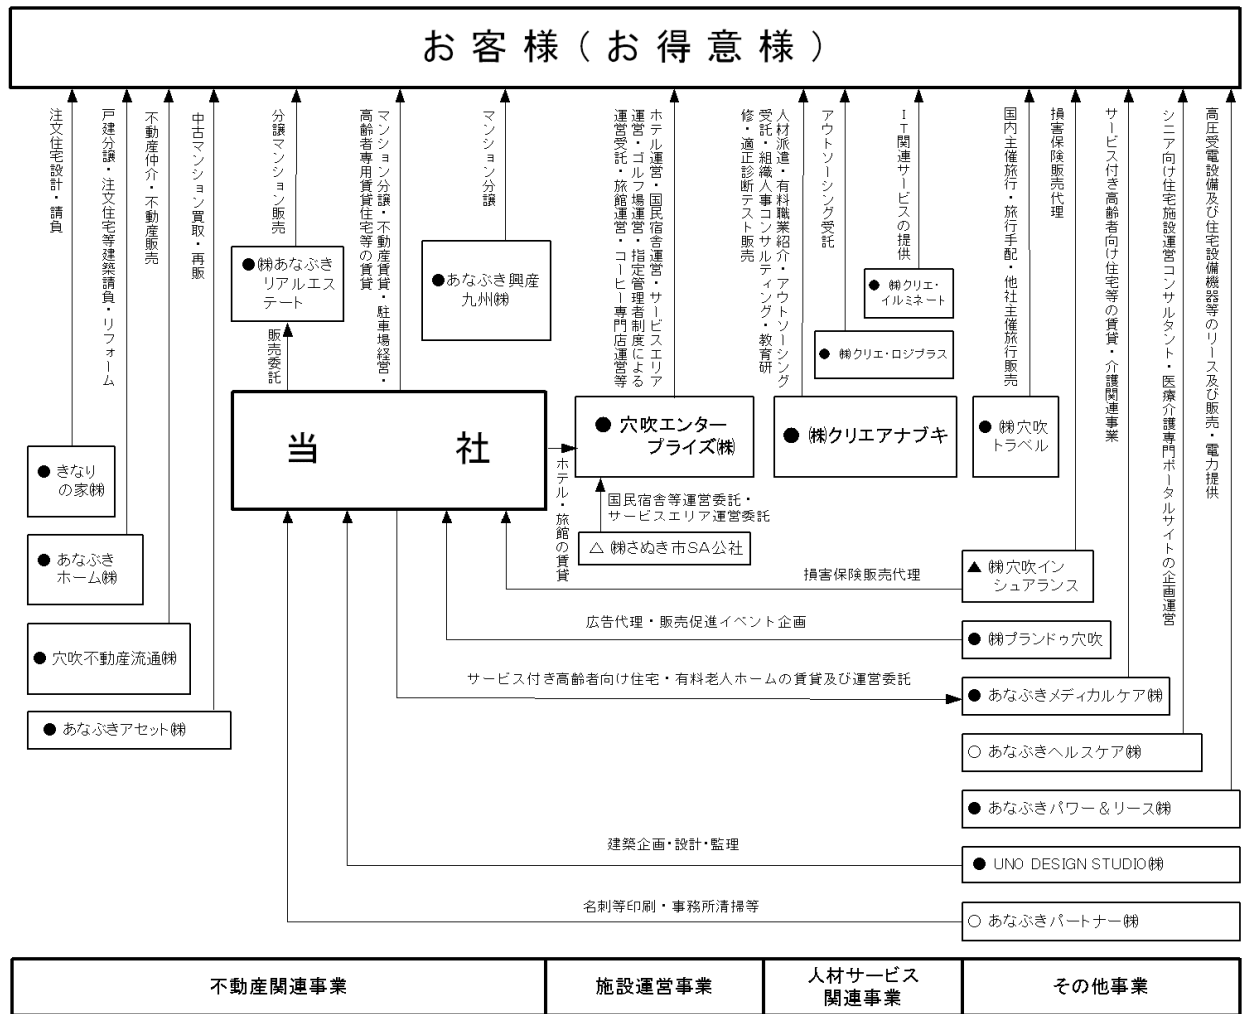 お客様(お得意様)
注文住宅設計・請負
戸建分譲・注文住宅等建築請負・リフォーム
不動産仲介・不動産販売
中古マンション買取・再販
分譲マンション販売
マンション分譲・不動産賃貸・駐車場経営・
高齢者専用賃貸住宅等の賃貸
マンション分譲
ホテル運営・国民宿舎運営・サービスエリア
運営・ゴルフ場運営・指定管理者制度による
運営受託・旅館運営・コーヒー専門店運営等
人材派遣・有料職業紹介・アウトソーシング
受託・組織人事コンサルティング・教育研
修・適正診断テスト販売
アウトソーシング受託
IT関連サービスの提供
国内主催旅行・旅行手配・他社主催旅行販売
損害保険販売代理
サービス付き高齢者向け住宅等の賃貸・介護関連事業
シニア向け住宅施設運営コンサルタント・医療介護専門ポータルサイトの企画運営
高圧受電設備及び住宅設備機器等のリース及び販売・電力提供
●㈱あなぶき
リアルエス
テート
●あなぶき興産
九州㈱
● ㈱クリエ・
イルミネート
● ㈱クリエ・ロジプラス
販売委託
当社
● 穴吹エンター
プライズ㈱
● ㈱クリエアナブキ
● ㈱穴吹
トラベル
● きなり
の家㈱
ホテル・旅館の賃貸
国民宿舎等運営委託・
サービスエリア運営委託
△ ㈱さぬき市SA公社
● あなぶき
ホーム㈱
損害保険販売代理
▲ ㈱穴吹イン
シュアランス
広告代理・販売促進イベント企画
● ㈱プランドゥ穴吹
● 穴吹不動産流通㈱
サービス付き高齢者向け住宅・有料老人ホームの賃貸及び運営委託
● あなぶきメディカルケア㈱
● あなぶきアセット㈱
○ あなぶきヘルスケア㈱
● あなぶきパワー&リース㈱
建築企画・設計・監理
● UNO DESIGN STUDIO㈱
名刺等印刷・事務所清掃等
○ あなぶきパートナー㈱
不動産関連事業
施設運営事業
人材サービス
関連事業
その他事業